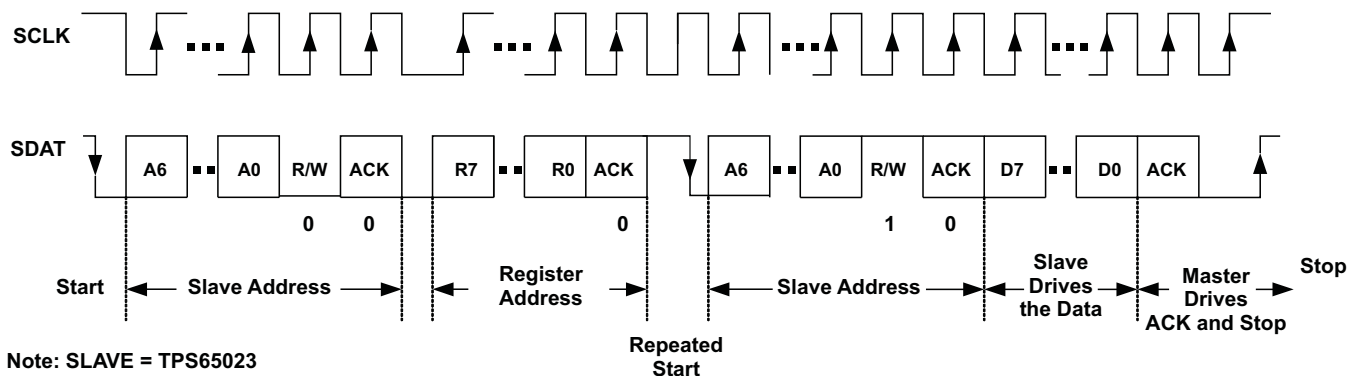 SCLK
SDAT
A6 A0 R/W ACK R7 R0 ACK A6 A0 R/W ACK D7 D0 ACK
0 0 0 1 0
Start
Slave Address
Register
Address
Repeated
Start
Slave Address
Slave
Drives
the Data
Master
Drives
ACK and Stop
Stop
Note: SLAVE = TPS65023